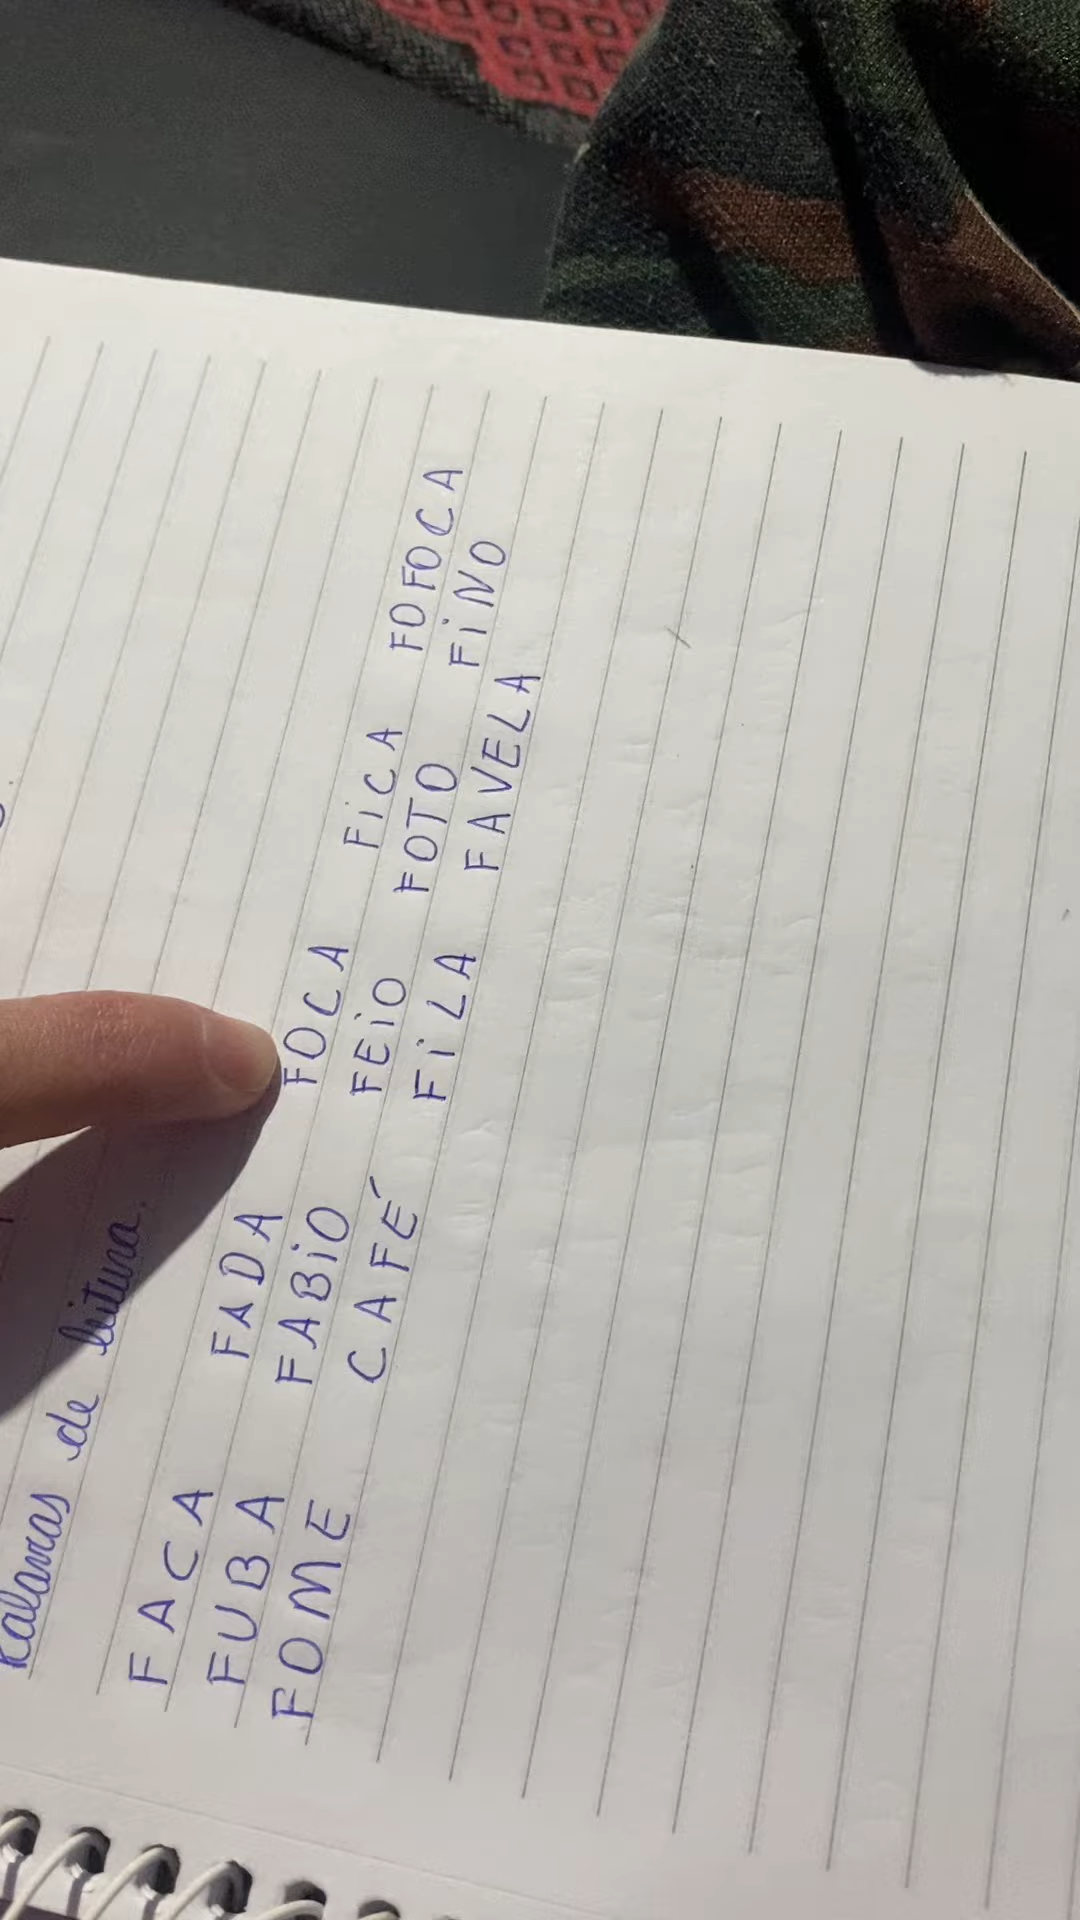 Palavras de leitura.
FACA FADA FOCA FiCA FOFOCA
FUBA FABiO FEiO FOTO FiNO
FOME CAFÉ FiLA FAVELA